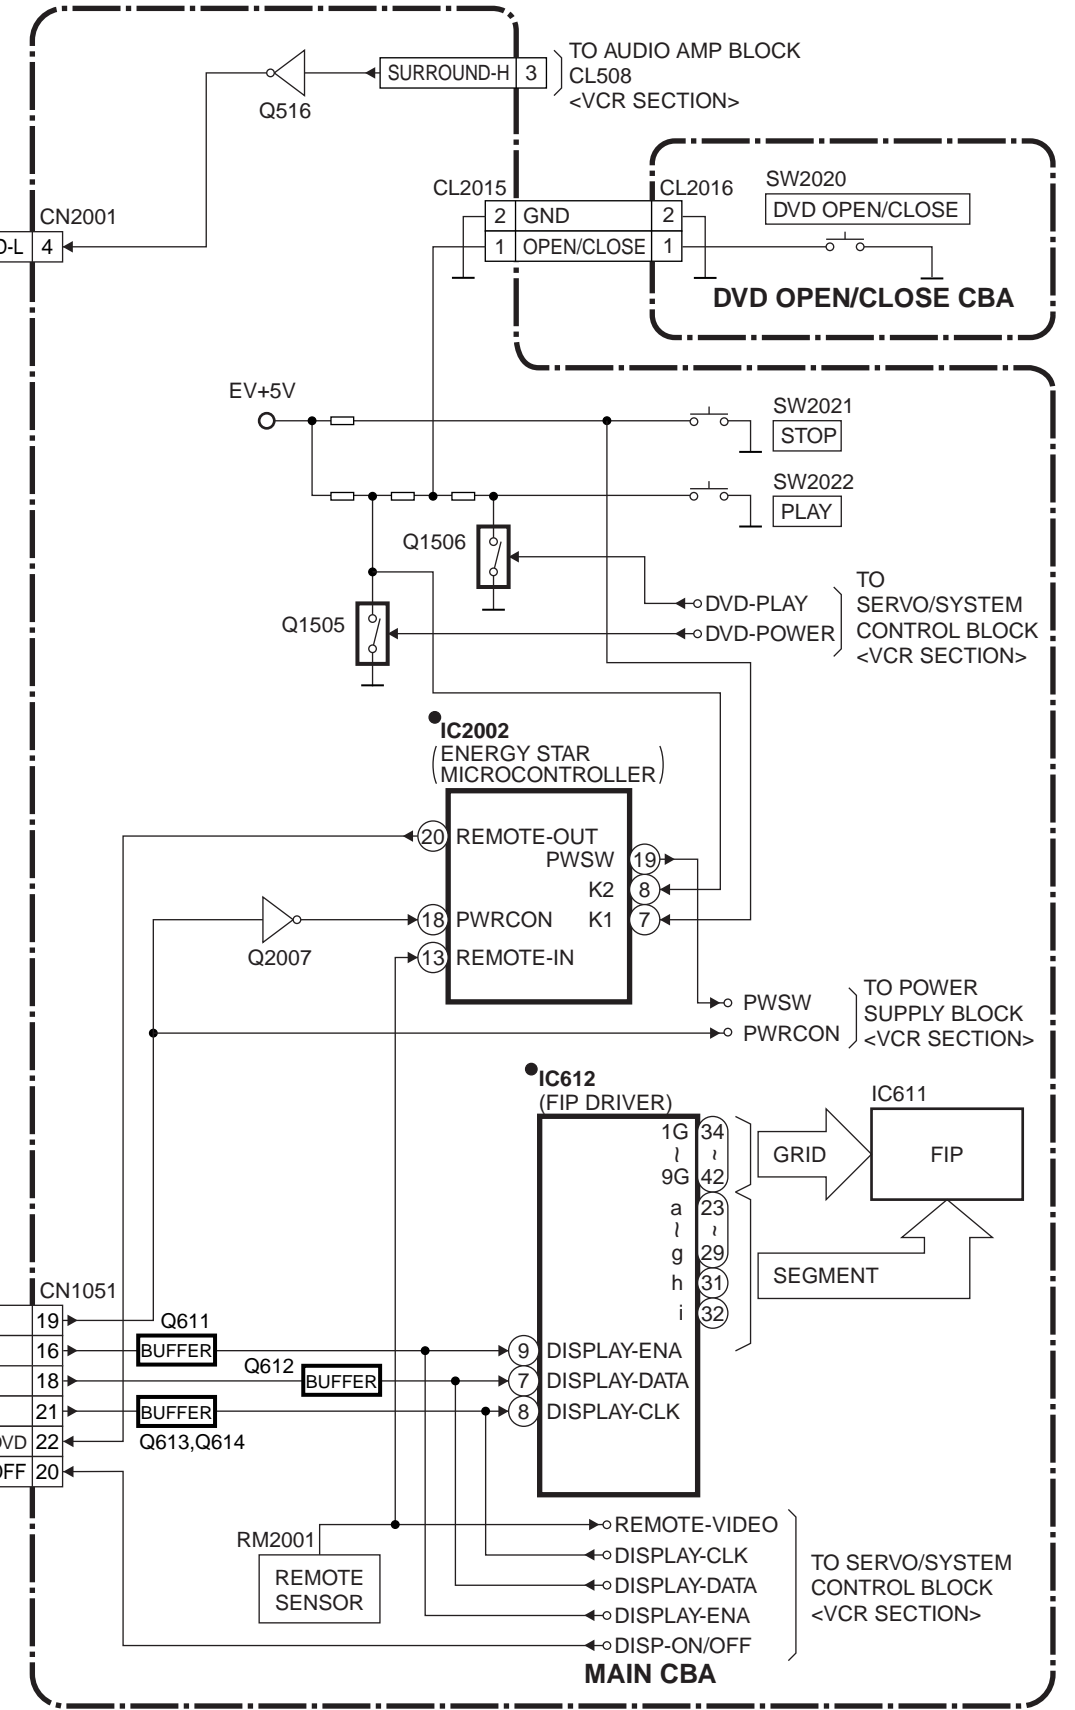 TO AUDIO AMP BLOCK
CL508
<VCR SECTION>
SURROUND-H 3
Q516
CL2015
CL2016
SW2020
DVD OPEN/CLOSE
2 GND 2
1 OPEN/CLOSE 1
CN2001
4
DVD OPEN/CLOSE CBA
EV+5V
SW2021
STOP
SW2022
PLAY
Q1506
Q1505
DVD-PLAY
DVD-POWER
TO
SERVO/SYSTEM
CONTROL BLOCK
<VCR SECTION>
IC2002
(ENERGY STAR
MICROCONTROLLER)
20 REMOTE-OUT
PWSW 19
K2 8
18 PWRCON
K1 7
13 REMOTE-IN
Q2007
PWSW
PWRCON
TO POWER
SUPPLY BLOCK
<VCR SECTION>
IC612
(FIP DRIVER)
1G 34
~ ~
9G 42
a 23
~ ~
g 29
h 31
i 32
GRID
IC611
FIP
SEGMENT
CN1051
19
16
18
21
22
20
Q611
BUFFER
Q612
BUFFER
BUFFER
Q613,Q614
9 DISPLAY-ENA
7 DISPLAY-DATA
8 DISPLAY-CLK
RM2001
REMOTE
SENSOR
REMOTE-VIDEO
DISPLAY-CLK
DISPLAY-DATA
DISPLAY-ENA
DISP-ON/OFF
TO SERVO/SYSTEM
CONTROL BLOCK
<VCR SECTION>
MAIN CBA